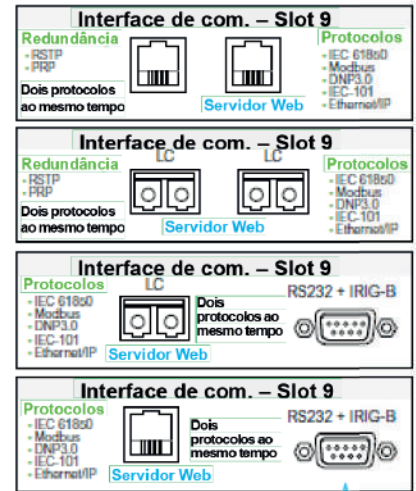 Interface de com. – Slot 9
Redundância
- RSTP
- PRP
Dois protocolos
ao mesmo tempo
Servidor Web
Protocolos
- IEC 61850
- Modbus
- DNP3.0
- IEC-101
- Ethernet/IP
Interface de com. – Slot 9
Redundância
- RSTP
- PRP
Dois protocolos
ao mesmo tempo
LC
LC
Servidor Web
Protocolos
- IEC 61850
- Modbus
- DNP3.0
- IEC-101
- Ethernet/IP
Interface de com. – Slot 9
Protocolos
- IEC 61850
- Modbus
- DNP3.0
- IEC-101
- Ethernet/IP
LC
Servidor Web
Dois
protocolos ao
mesmo tempo
RS232 + IRIG-B
Interface de com. – Slot 9
Protocolos
- IEC 61850
- Modbus
- DNP3.0
- IEC-101
- Ethernet/IP
Servidor Web
Dois
protocolos ao
mesmo tempo
RS232 + IRIG-B